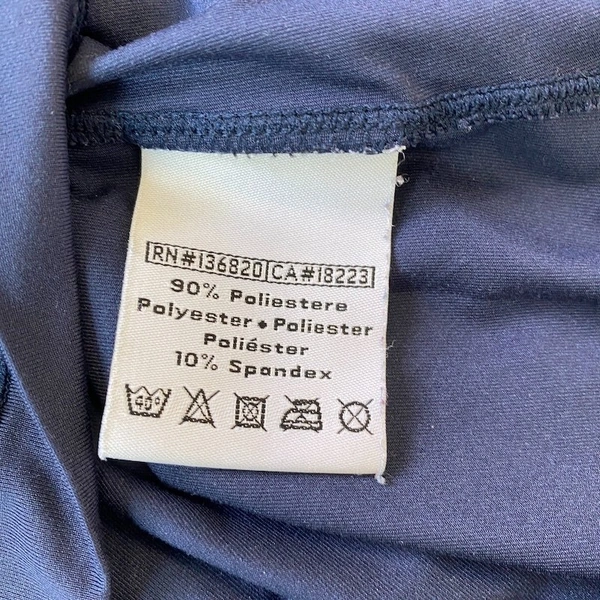 RN#136820 CA#18223
90% Poliestere
Polyester • Poliester
Poliéster
10% Spandex
40°